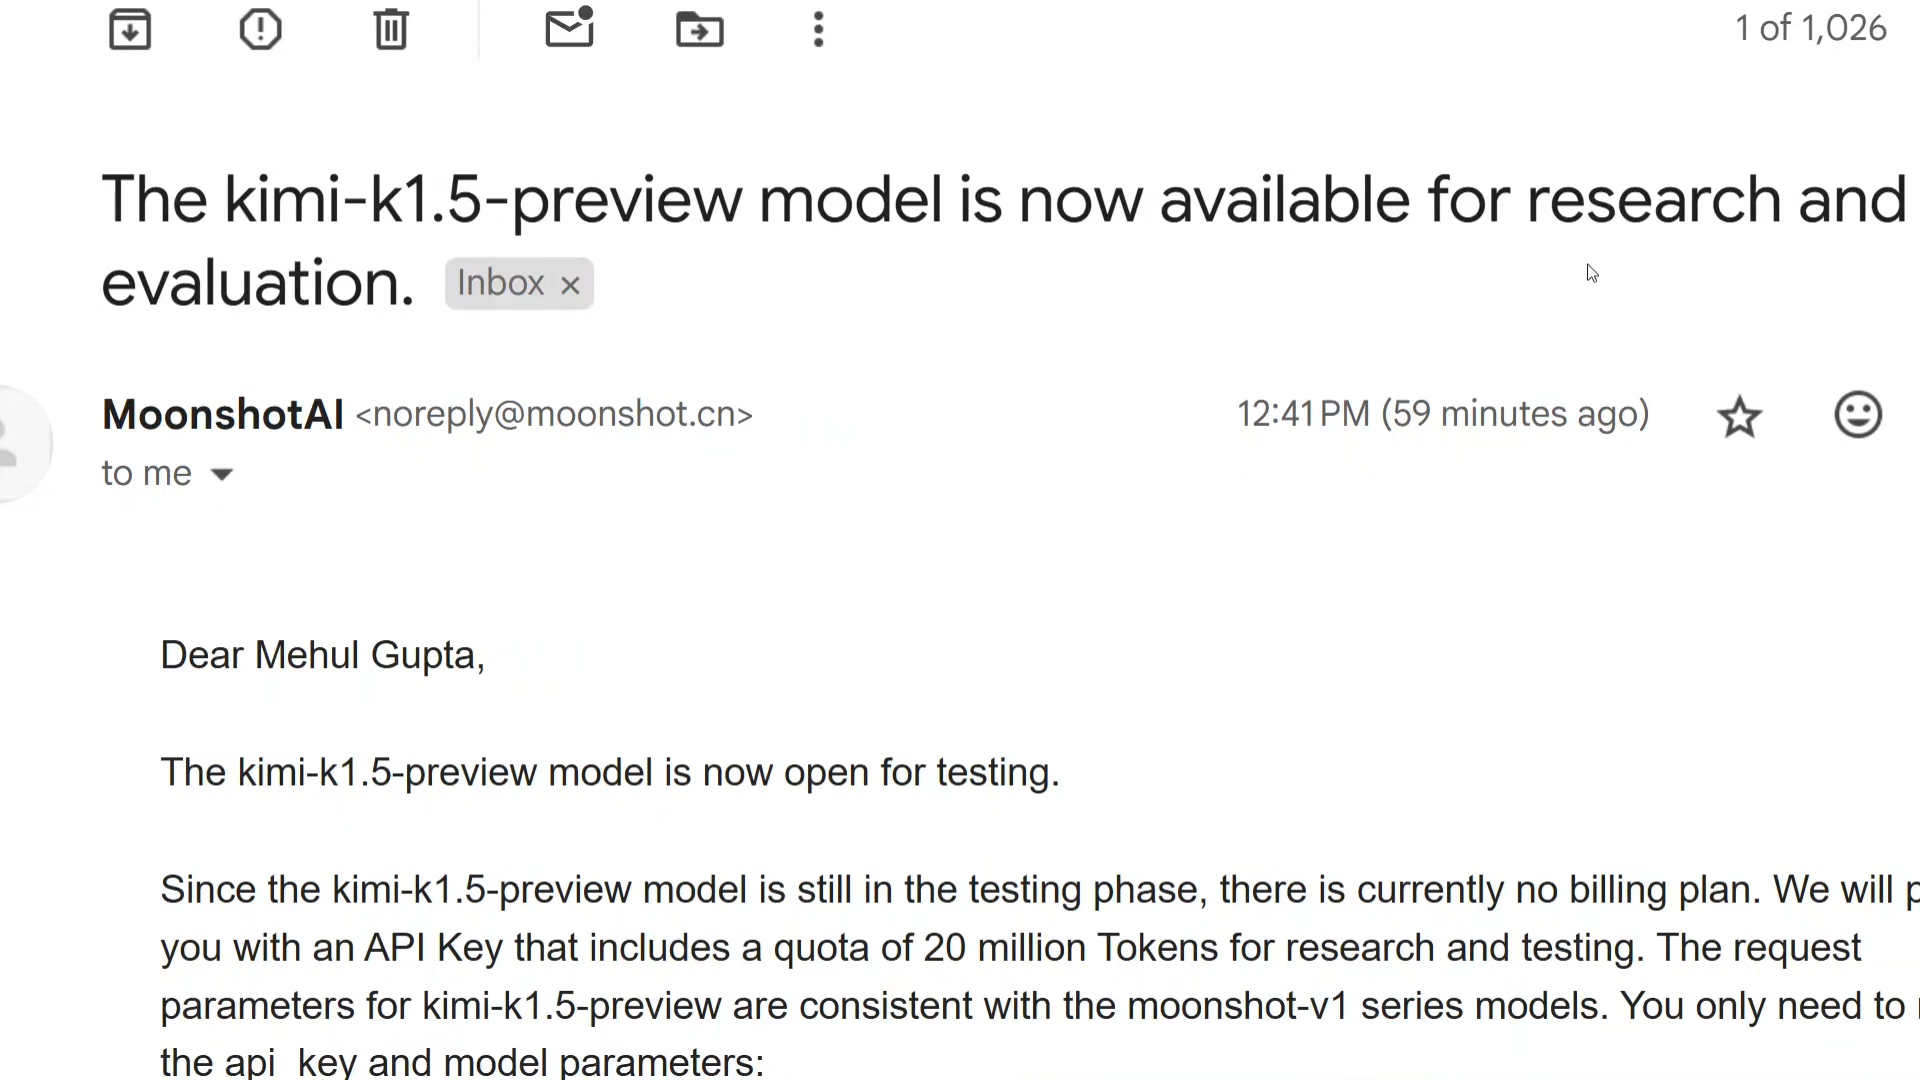 1 of 1,026
The kimi-k1.5-preview model is now available for research and
evaluation. Inbox ×
MoonshotAI <noreply@moonshot.cn> 12:41 PM (59 minutes ago)
to me
Dear Mehul Gupta,
The kimi-k1.5-preview model is now open for testing.
Since the kimi-k1.5-preview model is still in the testing phase, there is currently no billing plan. We will
you with an API Key that includes a quota of 20 million Tokens for research and testing. The request
parameters for kimi-k1.5-preview are consistent with the moonshot-v1 series models. You only need to
the api_key and model parameters: